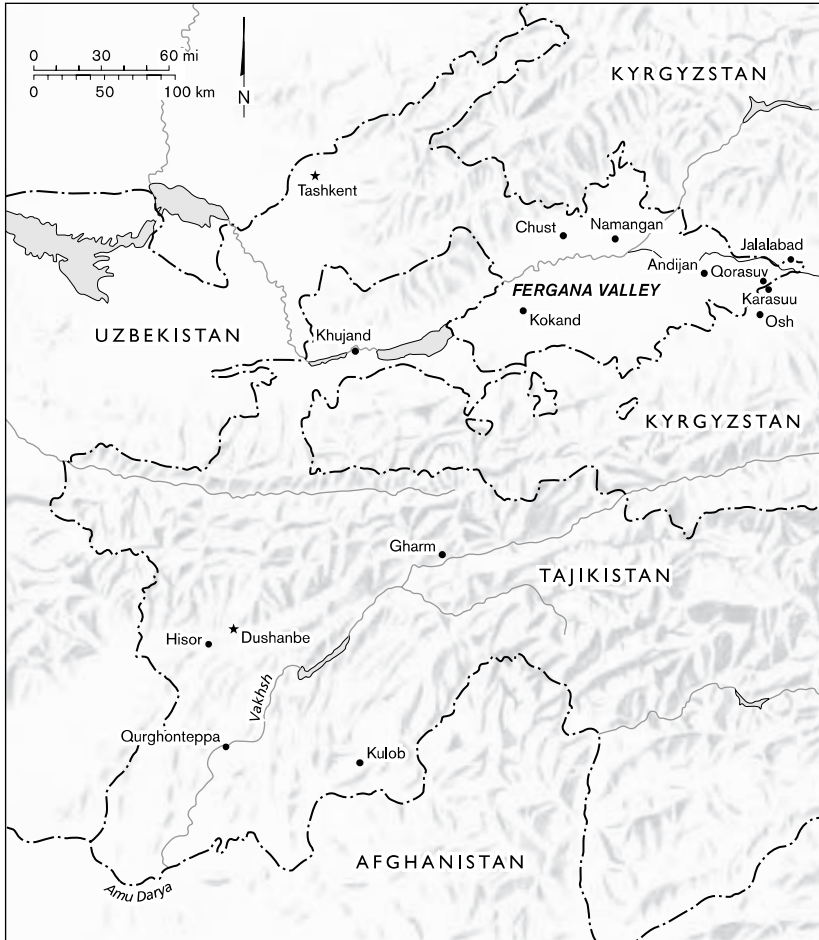 0 30 60 mi
0 50 100 km
N
KYRGYZSTAN
Tashkent
Chust
Namangan
Jalalabad
Andijan
Qorasuv
FERGANA VALLEY
Karasuu
Kokand
Osh
UZBEKISTAN
Khujand
KYRGYZSTAN
Gharm
TAJIKISTAN
Hisor
Dushanbe
Vakhsh
Qurghonteppa
Kulob
AFGHANISTAN
Amu Darya